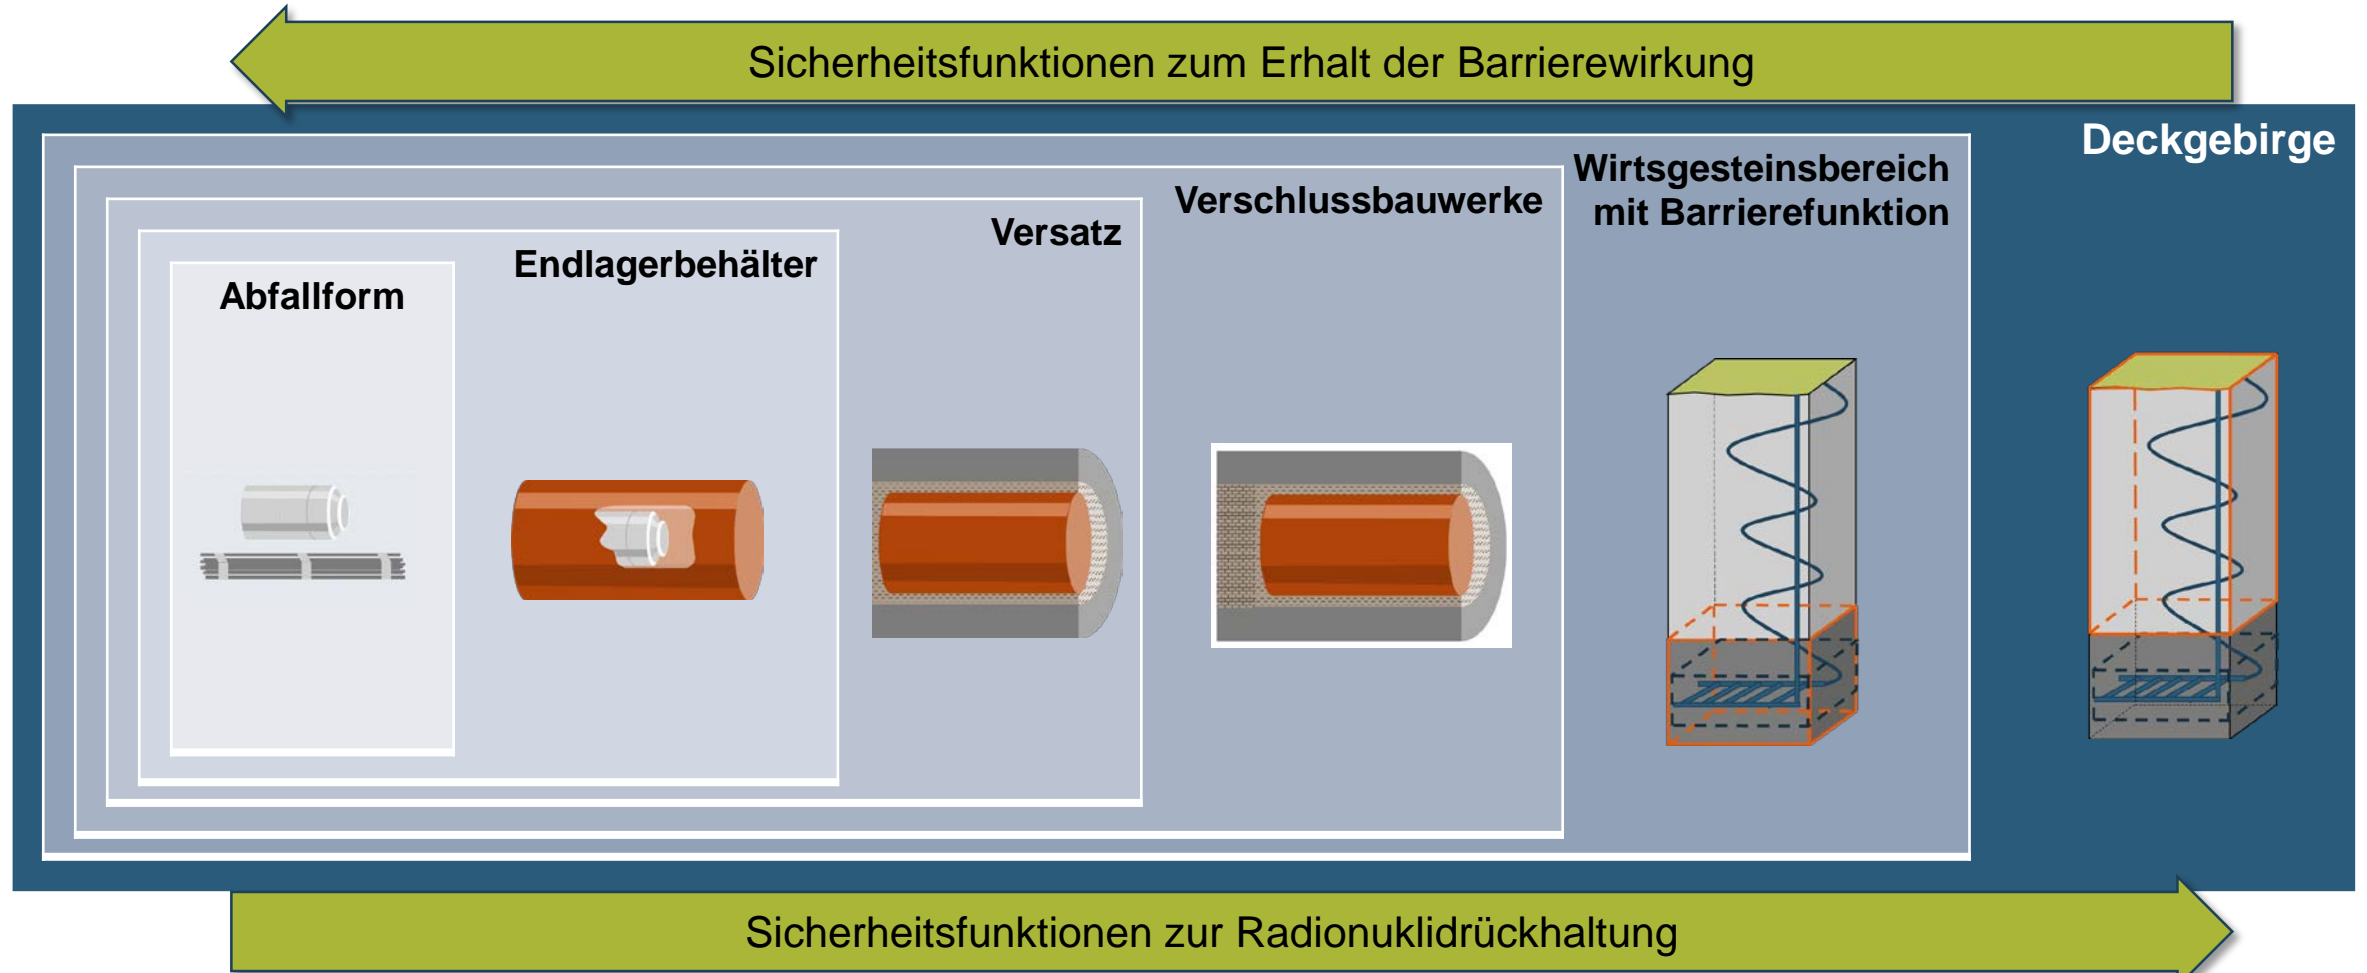 Sicherheitsfunktionen zum Erhalt der Barrierewirkung
Deckgebirge
Wirtsgesteinsbereich
mit Barrierefunktion
Verschlussbauwerke
Versatz
Endlagerbehälter
Abfallform
Sicherheitsfunktionen zur Radionuklidrückhaltung